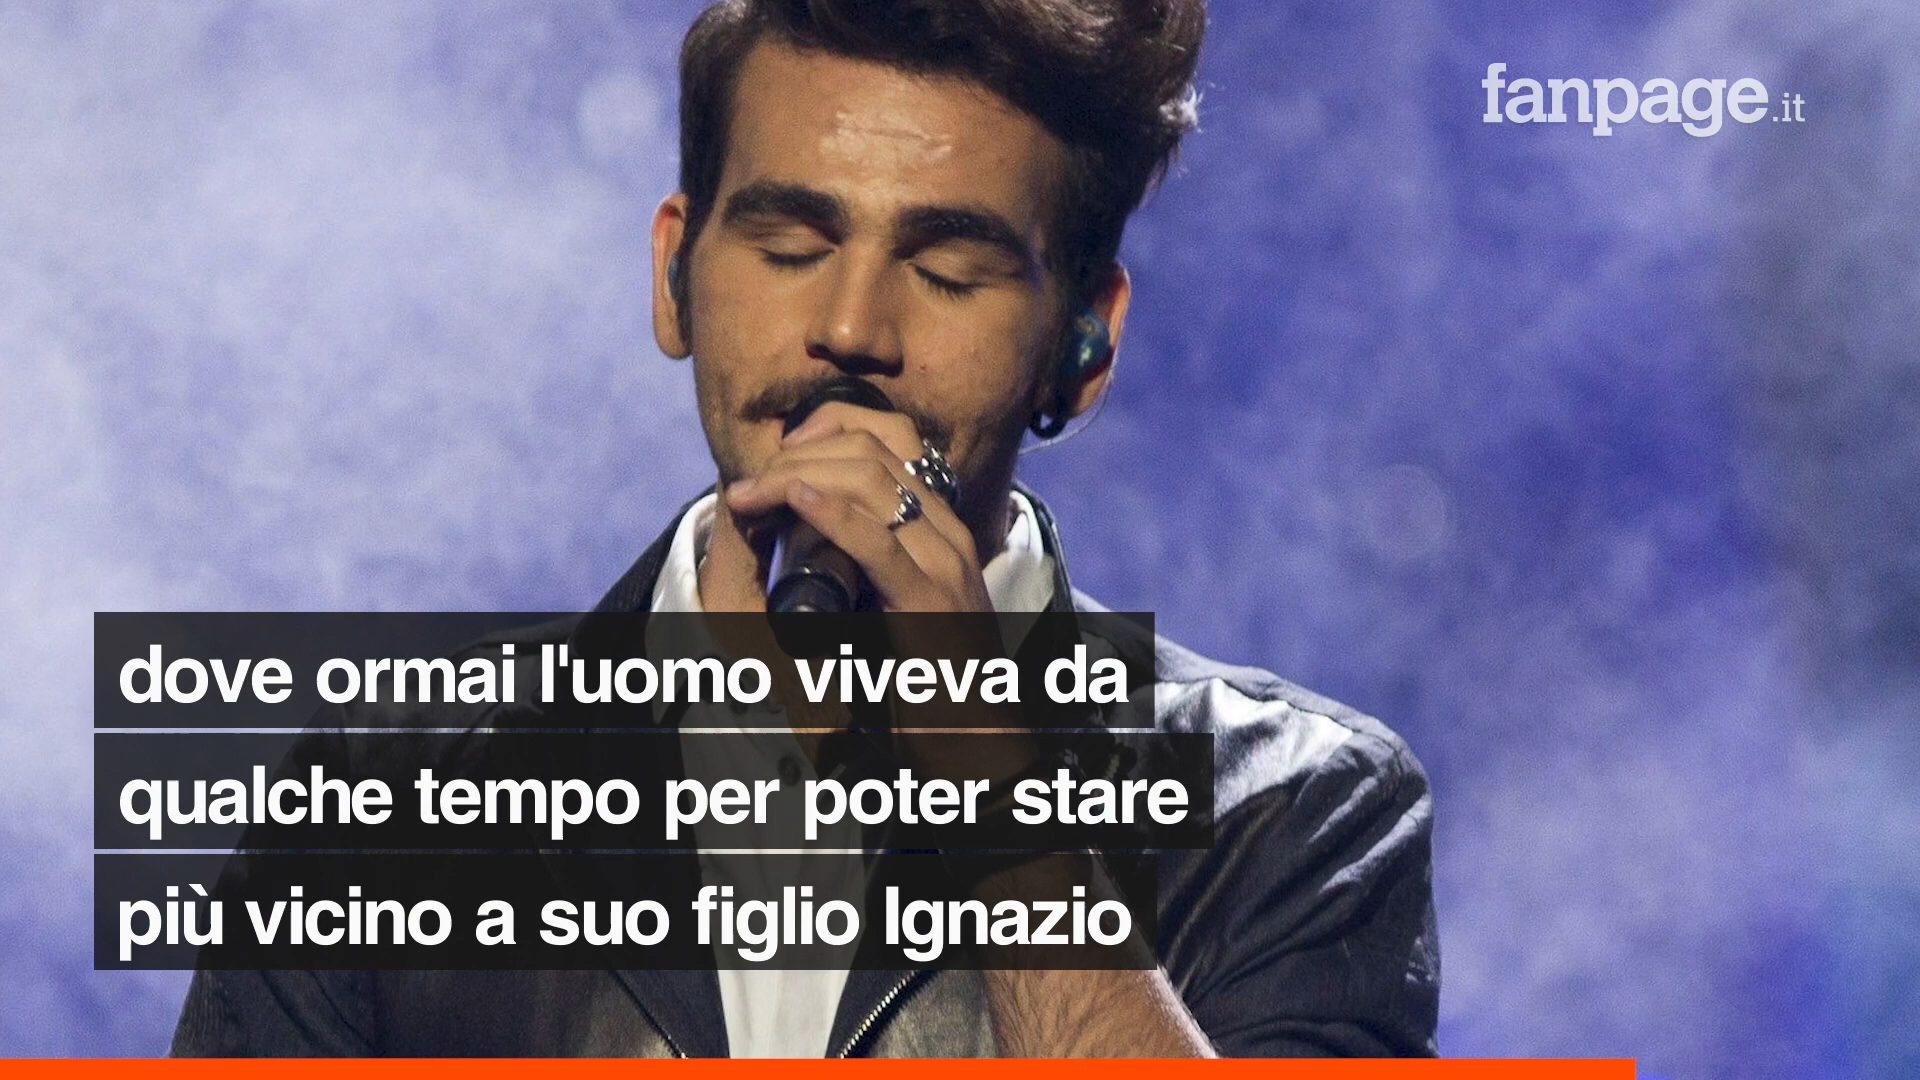 fanpage.it
dove ormai l'uomo viveva da
qualche tempo per poter stare
più vicino a suo figlio Ignazio